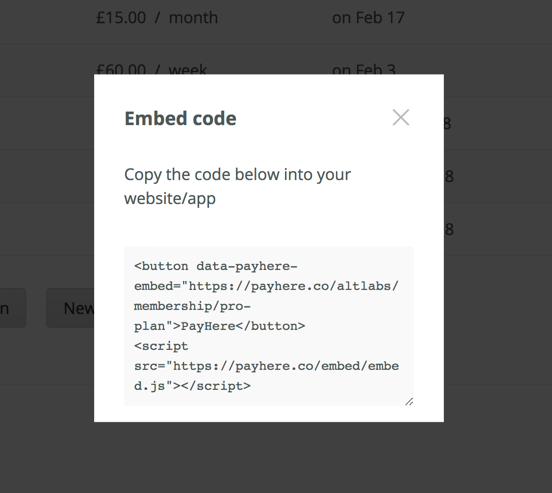 £15.00 / month on Feb 17
£60.00 / week on Feb 3
Embed code
8
Copy the code below into your
8
website/app
8
<button data-payhere-
embed="https://payhere.co/altlabs/
membership/pro-
plan">PayHere</button>
<script
src="https://payhere.co/embed/embe
d.js"></script>
n New